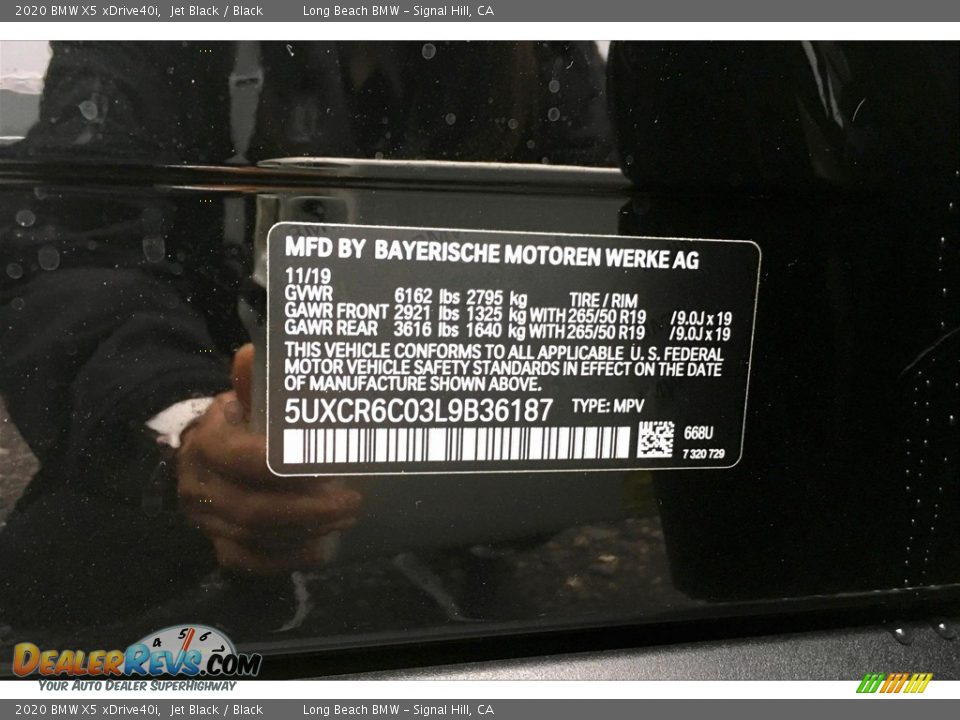 2020 BMW X5 xDrive40i, Jet Black / Black Long Beach BMW - Signal Hill, CA
MFD BY BAYERISCHE MOTOREN WERKE AG
11/19
GVWR 6162 lbs 2795 kg TIRE / RIM
GAWR FRONT 2921 lbs 1325 kg WITH 265/50 R19 /9.0J x 19
GAWR REAR 3616 lbs 1640 kg WITH 265/50 R19 /9.0J x 19
THIS VEHICLE CONFORMS TO ALL APPLICABLE U. S. FEDERAL
MOTOR VEHICLE SAFETY STANDARDS IN EFFECT ON THE DATE
OF MANUFACTURE SHOWN ABOVE.
5UXCR6C03L9B36187 TYPE: MPV
668U
7 320 729
4 5 6
DEALERREVS.COM
YOUR AUTO DEALER SUPERHIGHWAY
2020 BMW X5 xDrive40i, Jet Black / Black Long Beach BMW - Signal Hill, CA